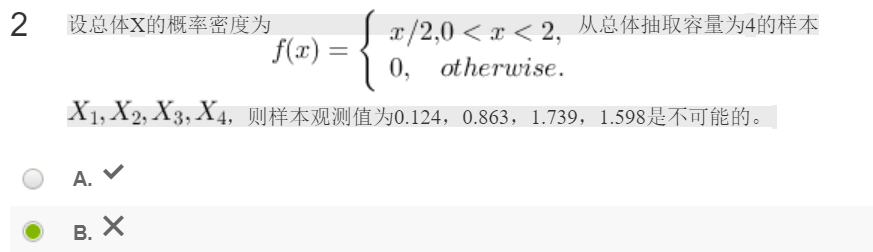 2 设总体X的概率密度为 f(x) = { x/2,0 < x < 2, 从总体抽取容量为4的样本
0, otherwise.
X₁, X₂, X₃, X₄, 则样本观测值为0.124，0.863，1.739，1.598是不可能的。
A. ✓
B. ✕